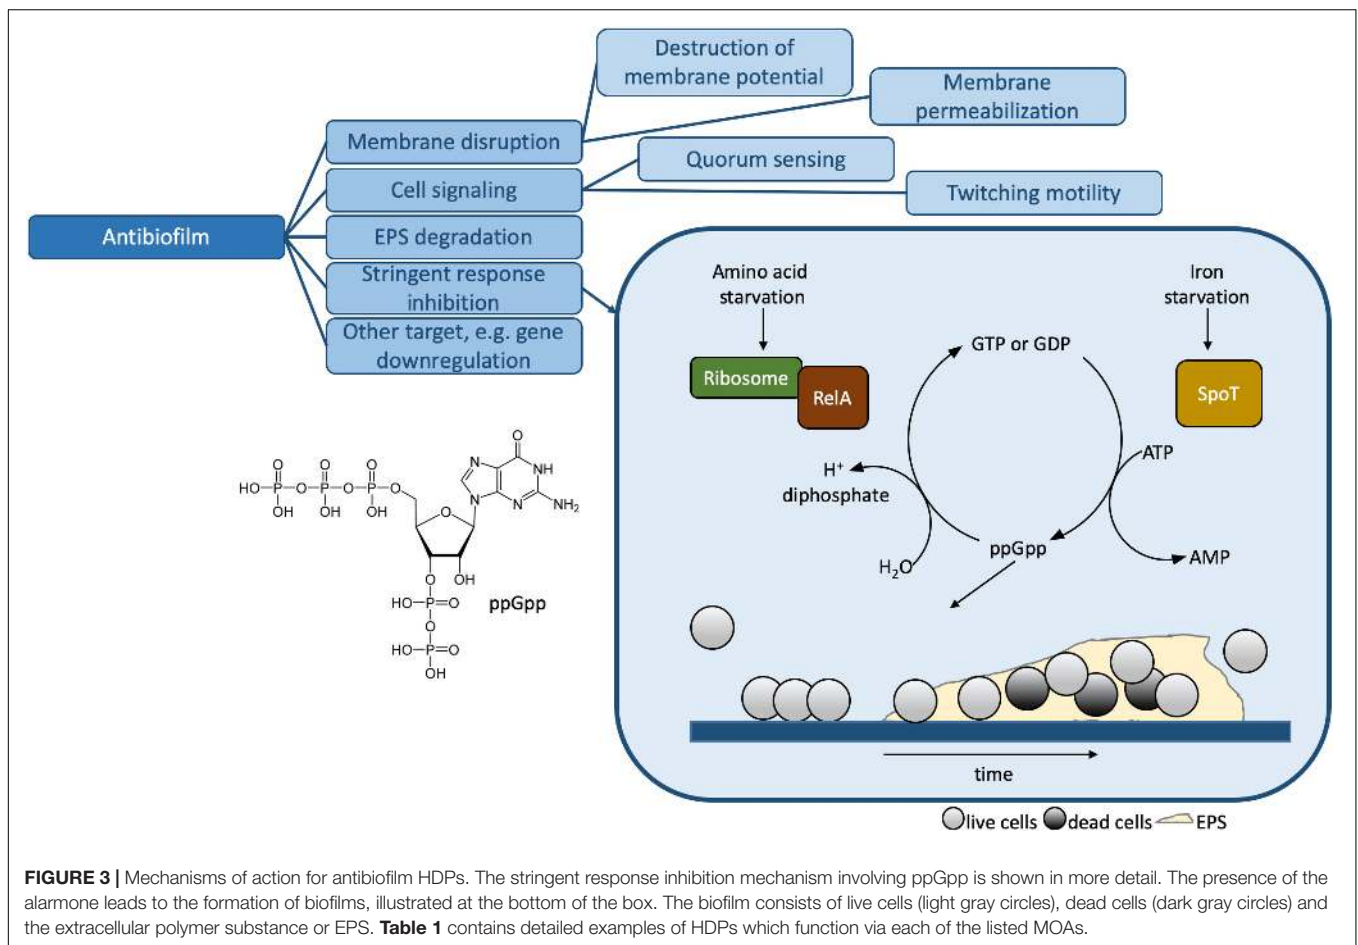 Destruction of
membrane potential
Membrane
permeabilization
Membrane disruption
Quorum sensing
Cell signaling
Twitching motility
Antibiofilm
EPS degradation
Stringent response
inhibition
Other target, e.g. gene
downregulation
Amino acid
starvation
Iron
starvation
GTP or GDP
Ribosome
RelA
SpoT
ATP
H+
diphosphate
ppGpp
H2O
AMP
O
N
NH
N
N
NH2
O
O
O
HO
P
O
P
O
P
O
OH
OH
OH
O
O
OH
HO
P
O
O
HO
P
O
OH
ppGpp
time
live cells
dead cells
EPS
FIGURE 3 | Mechanisms of action for antibiofilm HDPs. The stringent response inhibition mechanism involving ppGpp is shown in more detail. The presence of the
alarmone leads to the formation of biofilms, illustrated at the bottom of the box. The biofilm consists of live cells (light gray circles), dead cells (dark gray circles) and
the extracellular polymer substance or EPS. Table 1 contains detailed examples of HDPs which function via each of the listed MOAs.